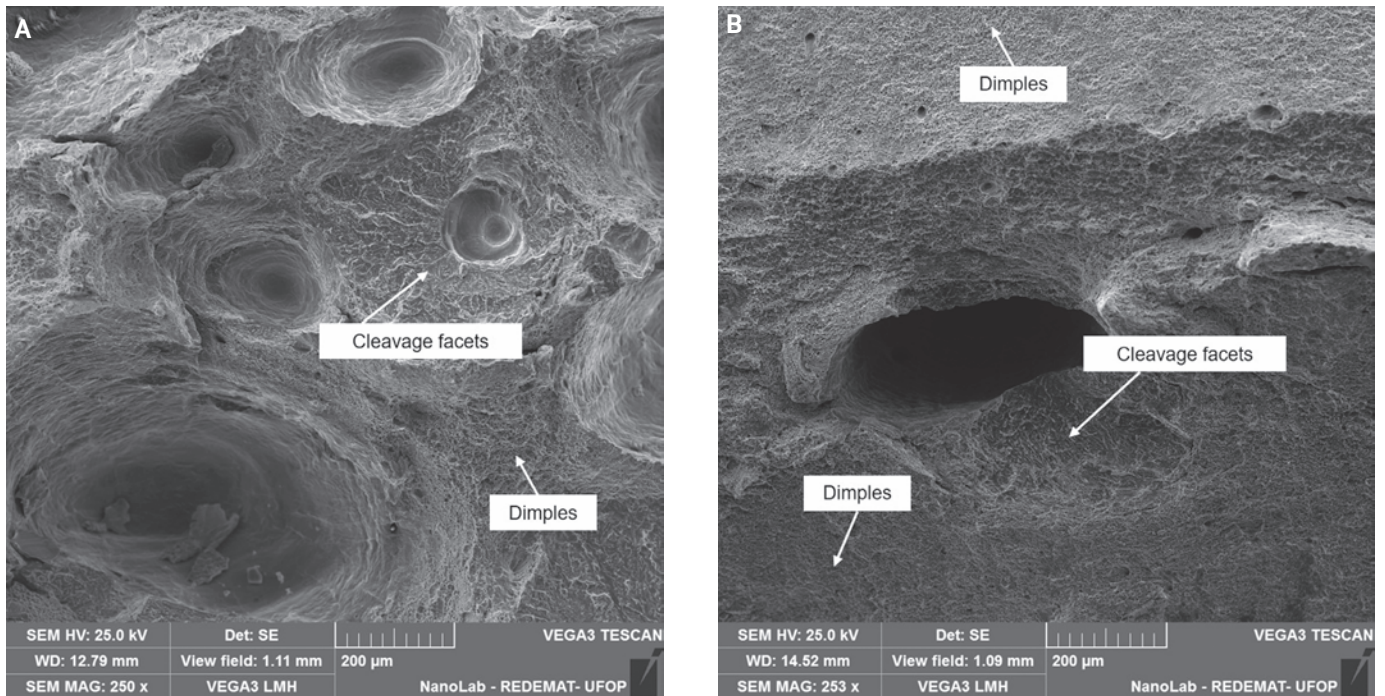 A
Cleavage facets
Dimples
SEM HV: 25.0 kV
Det: SE
VEGA3 TESCAN
WD: 12.79 mm
View field: 1.11 mm
200 µm
SEM MAG: 250 x
VEGA3 LMH
NanoLab - REDEMAT- UFOP
B
Dimples
Cleavage facets
Dimples
SEM HV: 25.0 kV
Det: SE
VEGA3 TESCAN
WD: 14.52 mm
View field: 1.09 mm
200 µm
SEM MAG: 253 x
VEGA3 LMH
NanoLab - REDEMAT- UFOP